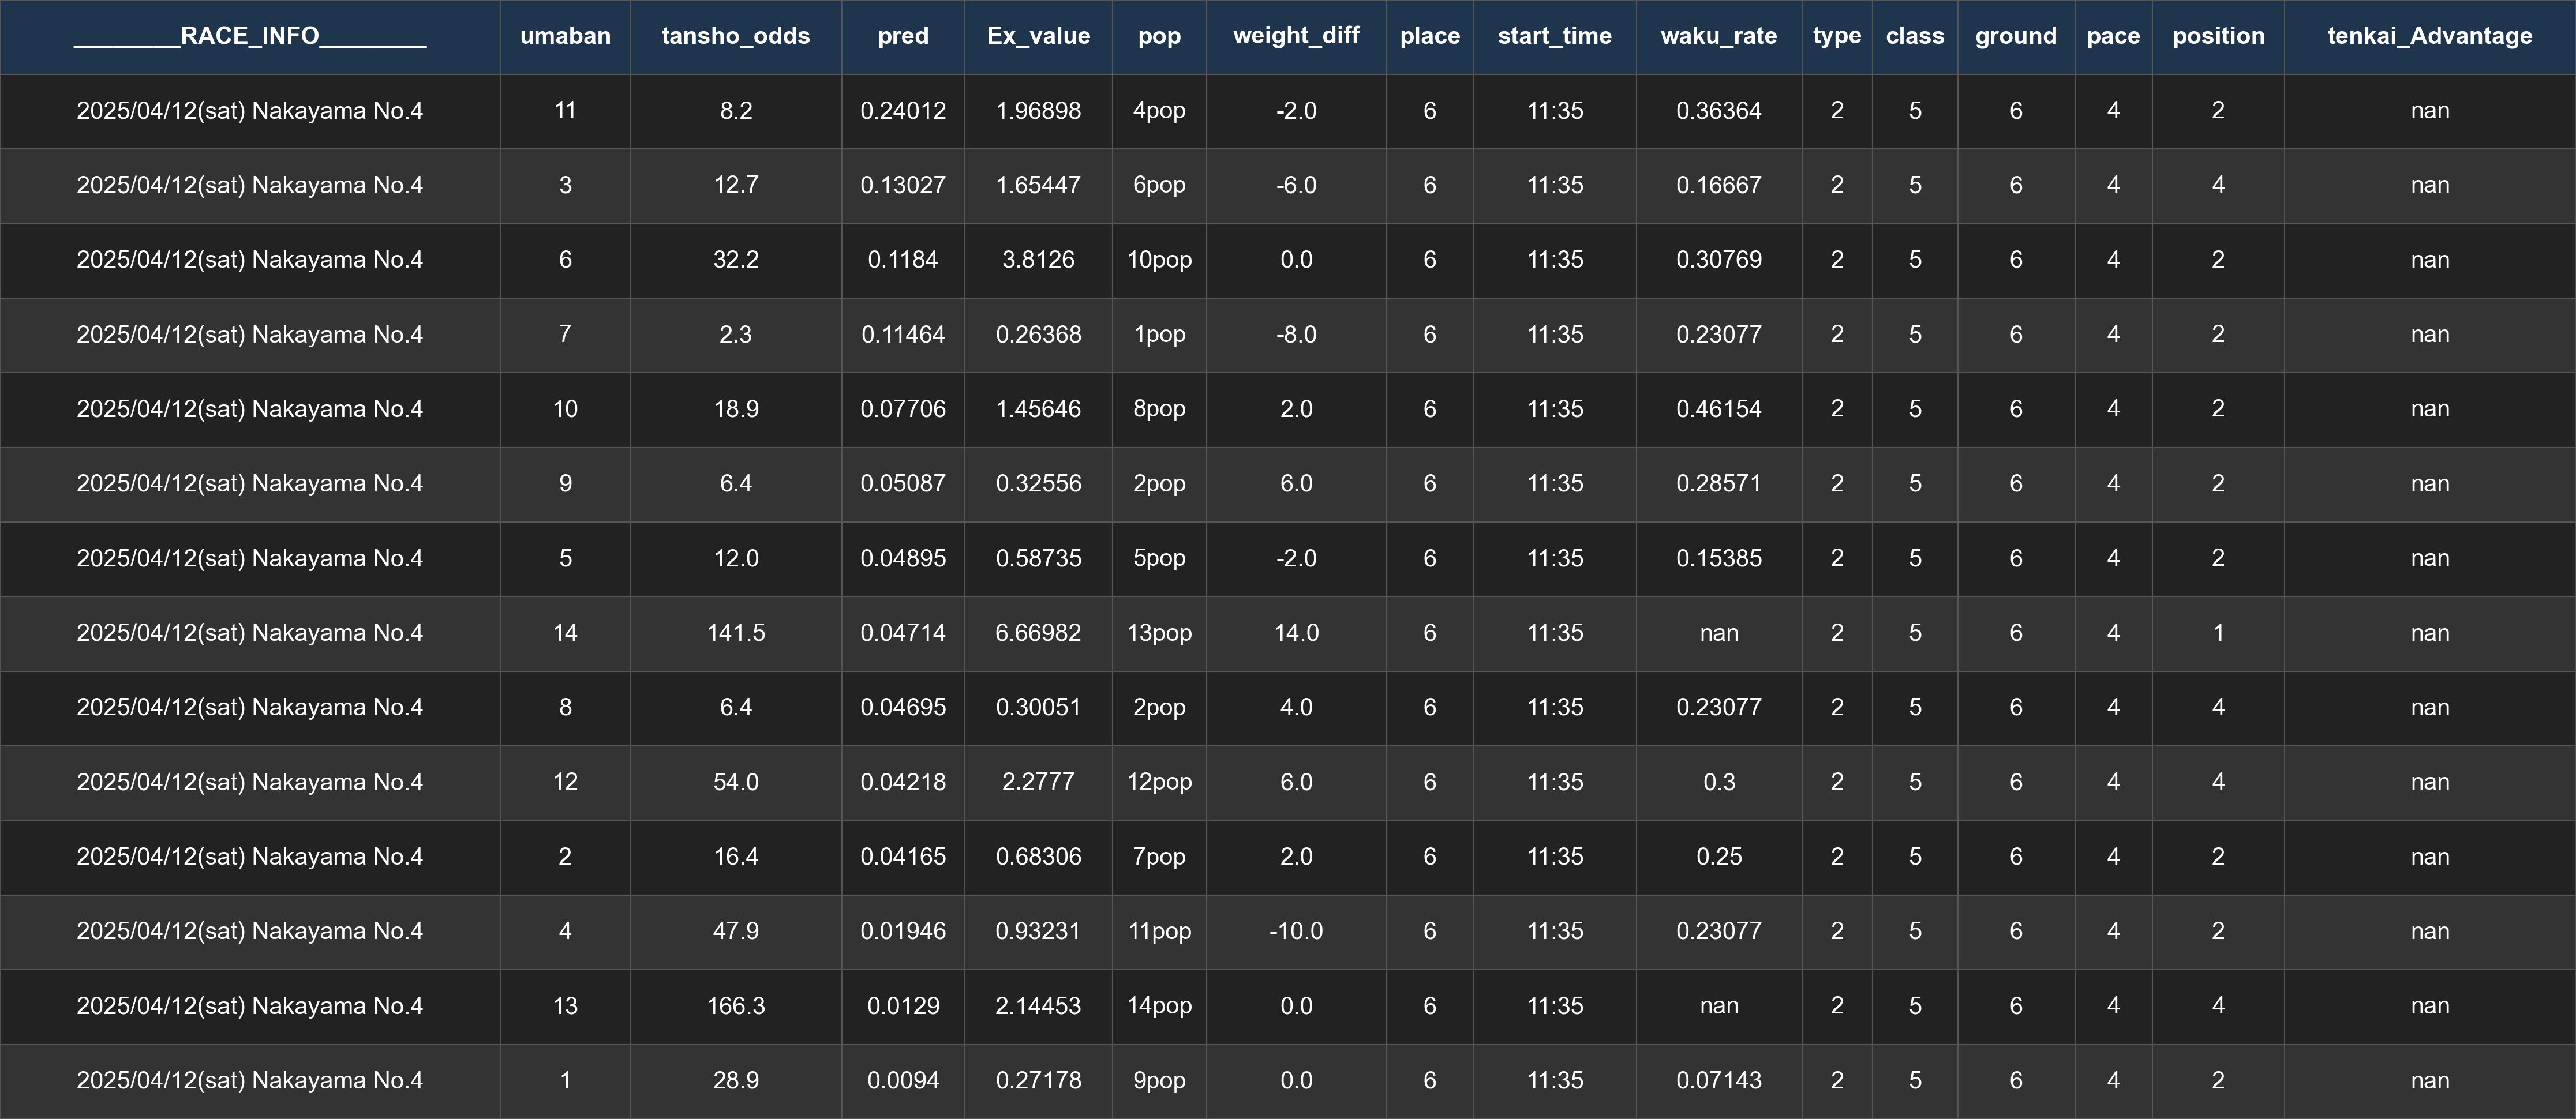 ________RACE_INFO________ umaban tansho_odds pred Ex_value pop weight_diff place start_time waku_rate type class ground pace position tenkai_Advantage
2025/04/12(sat) Nakayama No.4 11 8.2 0.24012 1.96898 4pop -2.0 6 11:35 0.36364 2 5 6 4 2 nan
2025/04/12(sat) Nakayama No.4 3 12.7 0.13027 1.65447 6pop -6.0 6 11:35 0.16667 2 5 6 4 4 nan
2025/04/12(sat) Nakayama No.4 6 32.2 0.1184 3.8126 10pop 0.0 6 11:35 0.30769 2 5 6 4 2 nan
2025/04/12(sat) Nakayama No.4 7 2.3 0.11464 0.26368 1pop -8.0 6 11:35 0.23077 2 5 6 4 2 nan
2025/04/12(sat) Nakayama No.4 10 18.9 0.07706 1.45646 8pop 2.0 6 11:35 0.46154 2 5 6 4 2 nan
2025/04/12(sat) Nakayama No.4 9 6.4 0.05087 0.32556 2pop 6.0 6 11:35 0.28571 2 5 6 4 2 nan
2025/04/12(sat) Nakayama No.4 5 12.0 0.04895 0.58735 5pop -2.0 6 11:35 0.15385 2 5 6 4 2 nan
2025/04/12(sat) Nakayama No.4 14 141.5 0.04714 6.66982 13pop 14.0 6 11:35 nan 2 5 6 4 1 nan
2025/04/12(sat) Nakayama No.4 8 6.4 0.04695 0.30051 2pop 4.0 6 11:35 0.23077 2 5 6 4 4 nan
2025/04/12(sat) Nakayama No.4 12 54.0 0.04218 2.2777 12pop 6.0 6 11:35 0.3 2 5 6 4 4 nan
2025/04/12(sat) Nakayama No.4 2 16.4 0.04165 0.68306 7pop 2.0 6 11:35 0.25 2 5 6 4 2 nan
2025/04/12(sat) Nakayama No.4 4 47.9 0.01946 0.93231 11pop -10.0 6 11:35 0.23077 2 5 6 4 2 nan
2025/04/12(sat) Nakayama No.4 13 166.3 0.0129 2.14453 14pop 0.0 6 11:35 nan 2 5 6 4 4 nan
2025/04/12(sat) Nakayama No.4 1 28.9 0.0094 0.27178 9pop 0.0 6 11:35 0.07143 2 5 6 4 2 nan